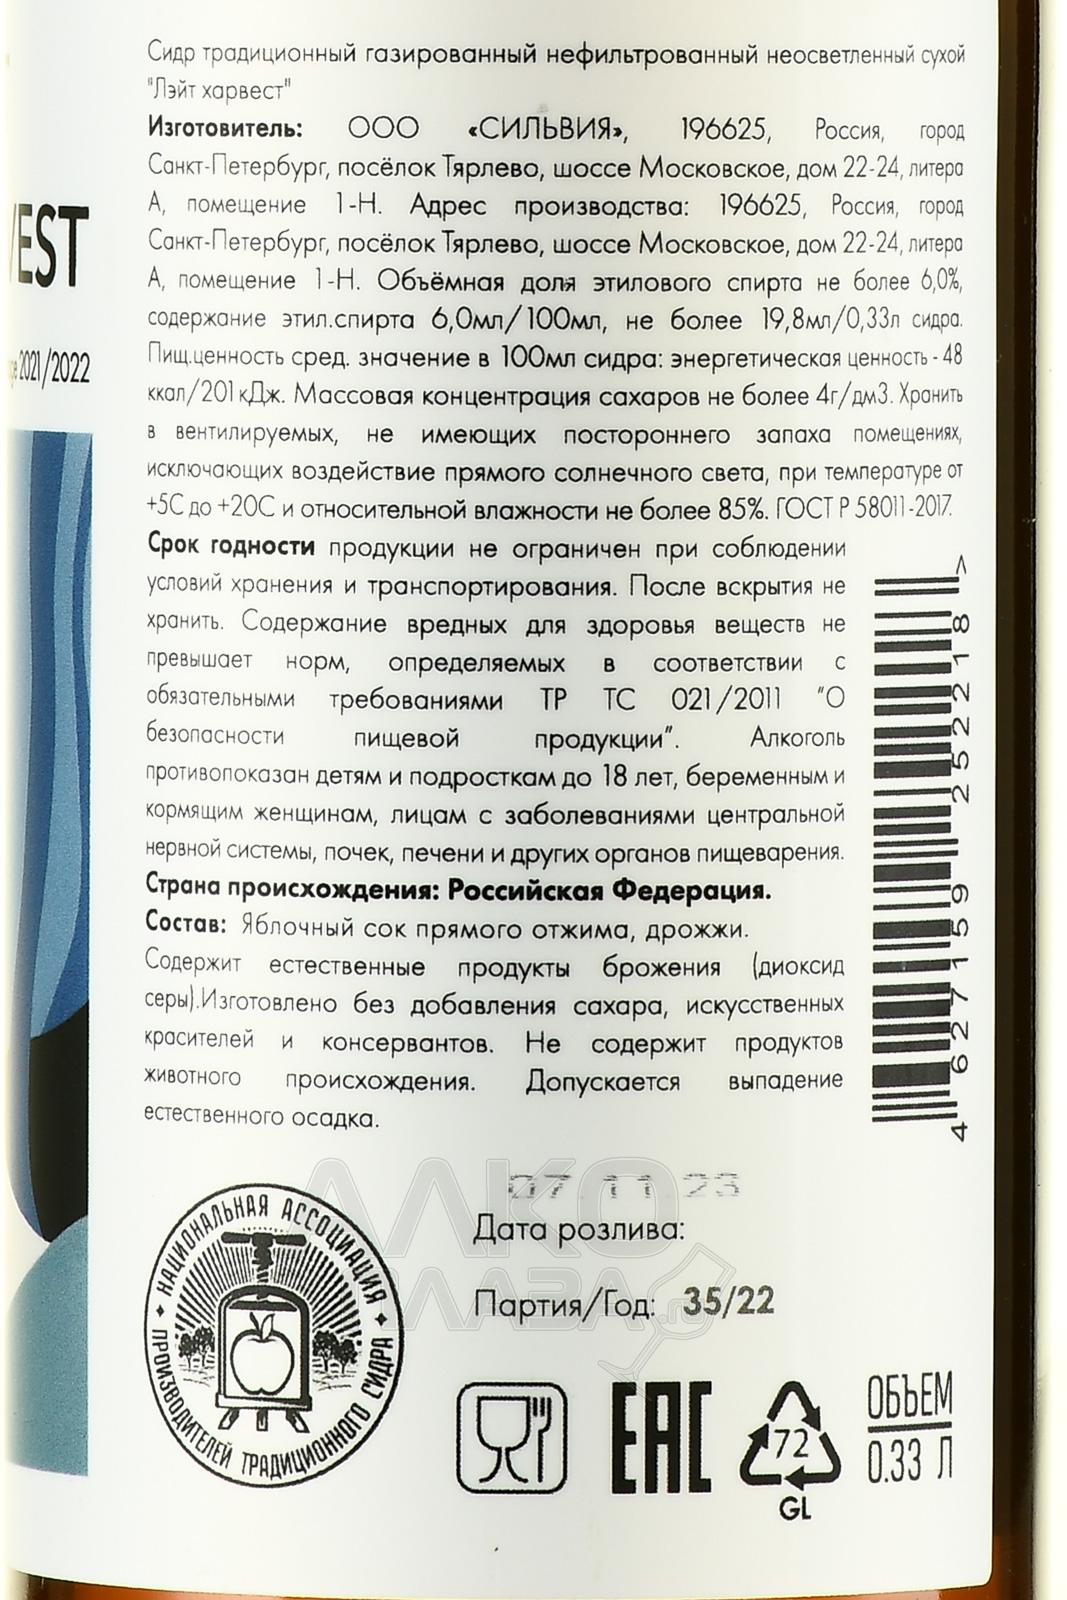 Сидр традиционный газированный нефильтрованный неосветленный сухой
"Лэйт харвест"
Изготовитель: ООО «СИЛЬВИЯ», 196625, Россия, город
Санкт-Петербург, посёлок Тярлево, шоссе Московское, дом 22-24, литера
А, помещение 1-Н. Адрес производства: 196625, Россия, город
Санкт-Петербург, посёлок Тярлево, шоссе Московское, дом 22-24, литера
А, помещение 1-Н. Объёмная доля этилового спирта не более 6,0%,
содержание этил.спирта 6,0мл/100мл, не более 19,8мл/0,33л сидра.
Пищ.ценность сред. значение в 100мл сидра: энергетическая ценность - 48
ккал/201 кДж. Массовая концентрация сахаров не более 4г/дм3. Хранить
в вентилируемых, не имеющих постороннего запаха помещениях,
исключающих воздействие прямого солнечного света, при температуре от
+5С до +20С и относительной влажности не более 85%. ГОСТ Р 58011-2017.
Срок годности продукции не ограничен при соблюдении
условий хранения и транспортирования. После вскрытия не
хранить. Содержание вредных для здоровья веществ не
превышает норм, определяемых в соответствии с
обязательными требованиями ТР ТС 021/2011 "О
безопасности пищевой продукции". Алкоголь
противопоказан детям и подросткам до 18 лет, беременным и
кормящим женщинам, лицам с заболеваниями центральной
нервной системы, почек, печени и других органов пищеварения.
Страна происхождения: Российская Федерация.
Состав: Яблочный сок прямого отжима, дрожжи.
Содержит естественные продукты брожения (диоксид
серы).Изготовлено без добавления сахара, искусственных
красителей и консервантов. Не содержит продуктов
животного происхождения. Допускается выпадение
естественного осадка.
07.11.23
Дата розлива:
Партия/Год: 35/22
НАЦИОНАЛЬНАЯ АССОЦИАЦИЯ
ПРОИЗВОДИТЕЛЕЙ ТРАДИЦИОННОГО СИДРА
EAC
72
GL
ОБЪЕМ
0.33 Л
4 627159 252218 >
VEST
2021/2022
АЛКО
ПЛАЗА.ru